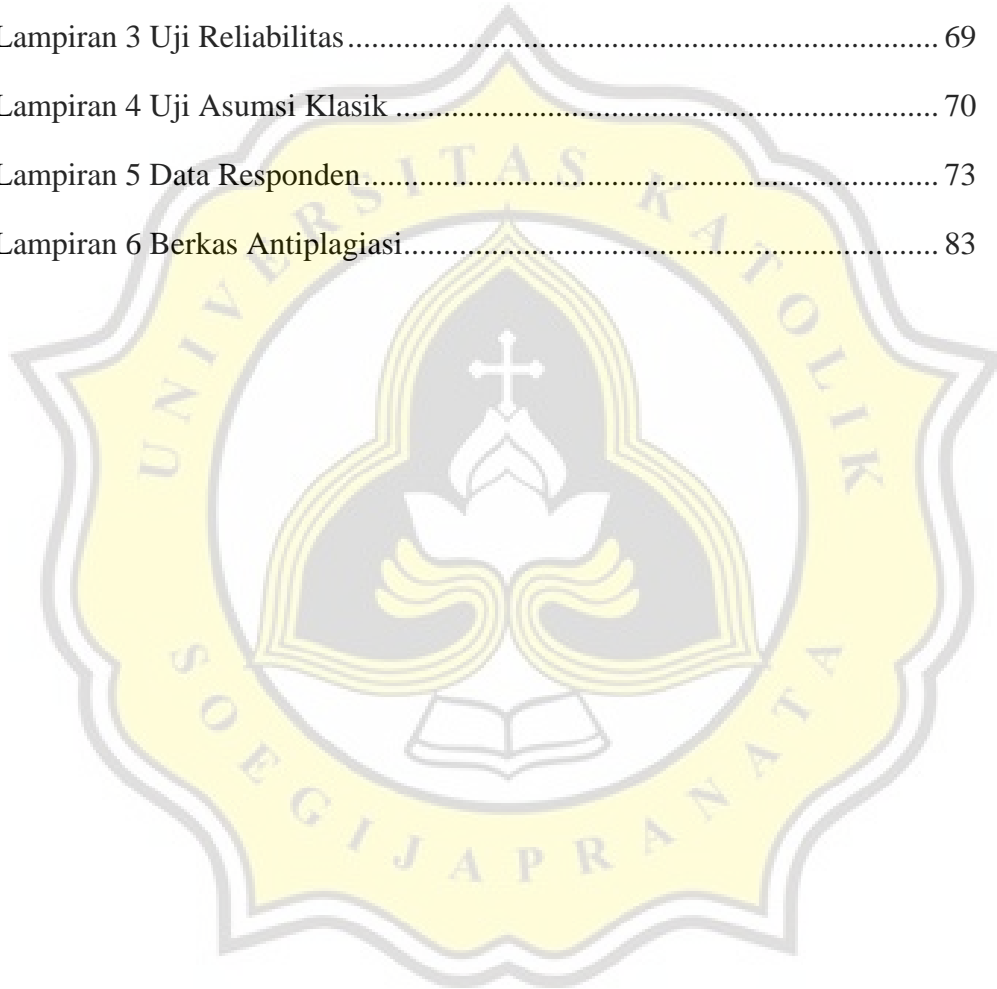 Lampiran 3 Uji Reliabilitas ........................................................................... 69
Lampiran 4 Uji Asumsi Klasik ..................................................................... 70
Lampiran 5 Data Responden ......................................................................... 73
Lampiran 6 Berkas Antiplagiasi .................................................................... 83
UNIVERSITAS KATOLIK
SOEGIJAPRANATA